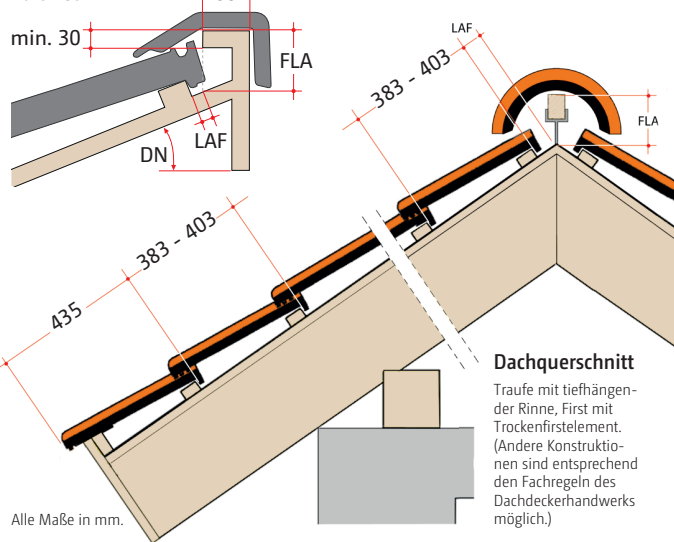 min. 30
FLA
LAF
DN
LAF
383 - 403
FLA
383 - 403
435
Dachquerschnitt
Traufe mit tiefhängen-
der Rinne, First mit
Trockenfirstelement.
(Andere Konstruktio-
nen sind entsprechend
den Fachregeln des
Dachdeckerhandwerks
möglich.)
Alle Maße in mm.